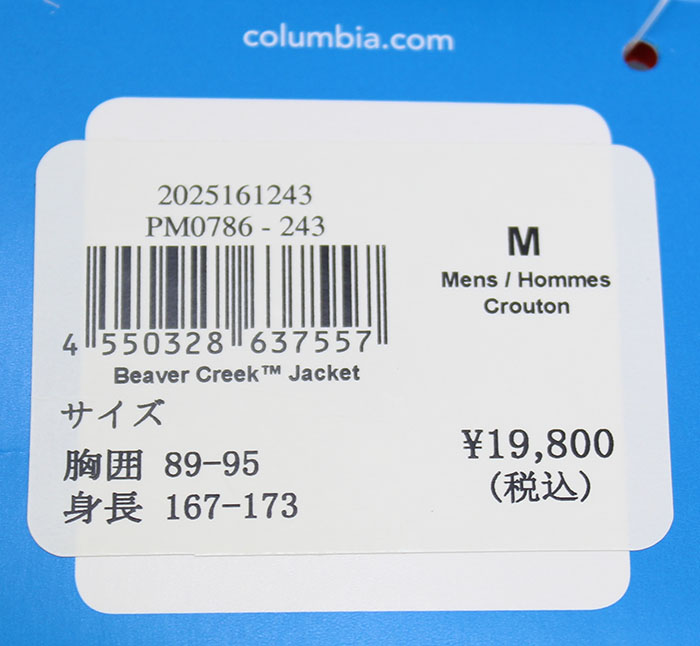 columbia.com
2025161243
PM0786 - 243
M
Mens / Hommes
Crouton
4 550328 637557
Beaver Creek™ Jacket
サイズ
胸囲 89-95
身長 167-173
¥19,800
(税込)